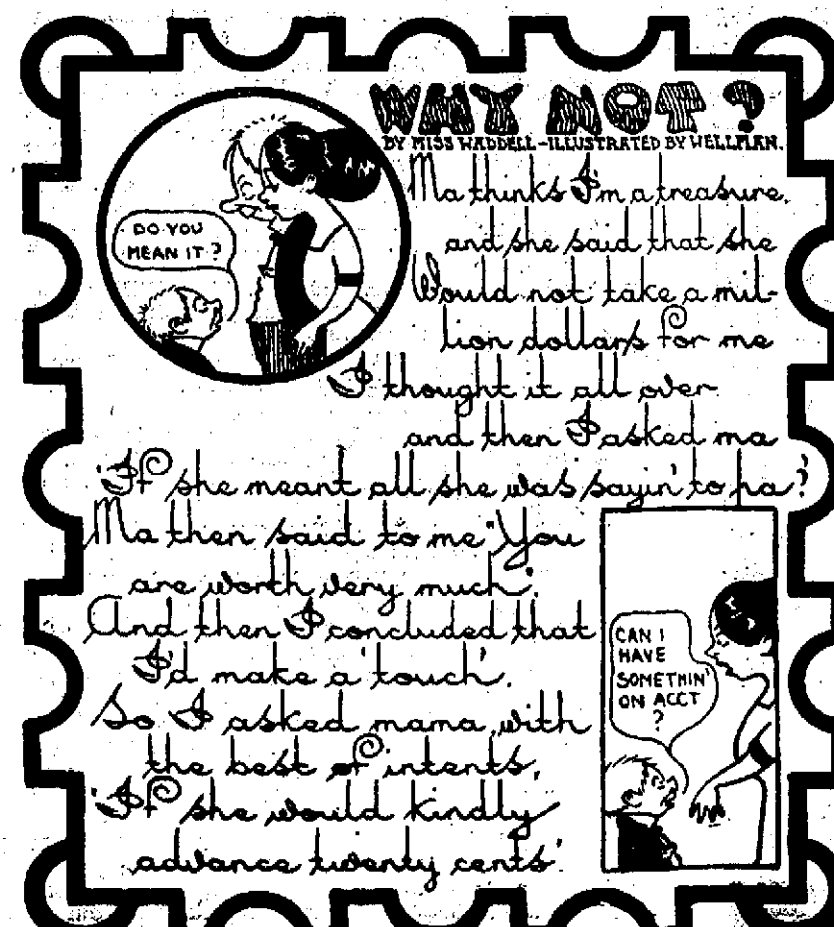 WHY NOT?
BY MISS WADDELL-ILLUSTRATED BY WELLMAN.
DO YOU
MEAN IT?
Ma thinks I'm a treasure,
and she said that she
Would not take a mil-
lion dollars for me
I thought it all over
and then I asked ma
'If she meant all she was sayin' to pa?'
Ma then said to me "You
are worth very much".
And then I concluded that
I'd make a 'touch'.
So I asked mama, with
the best of intents,
'If she would kindly
advance twenty cents'.
CAN I
HAVE
SOMETHIN'
ON ACCT
?